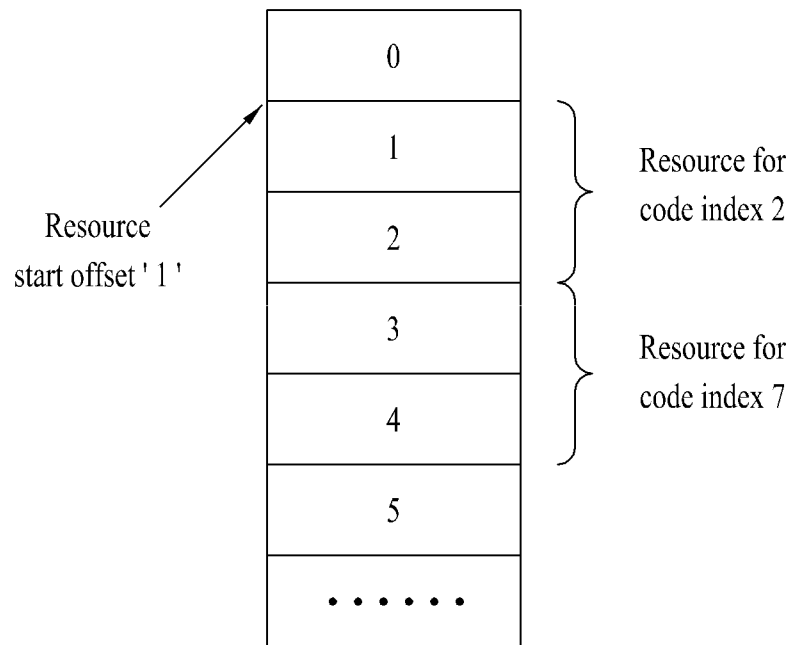 0
1
2
3
4
5
• • • • • •
Resource
start offset ' 1 '
Resource for
code index 2
Resource for
code index 7